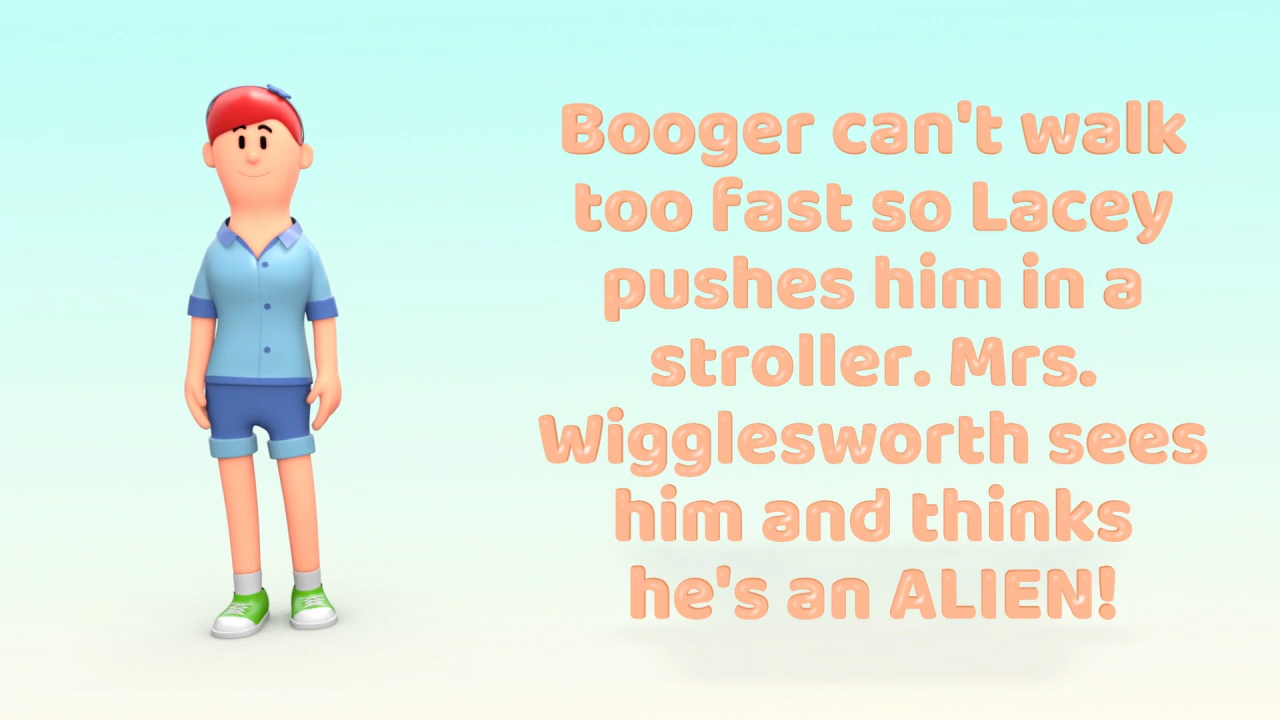 Booger can't walk
too fast so Lacey
pushes him in a
stroller. Mrs.
Wigglesworth sees
him and thinks
he's an ALIEN!